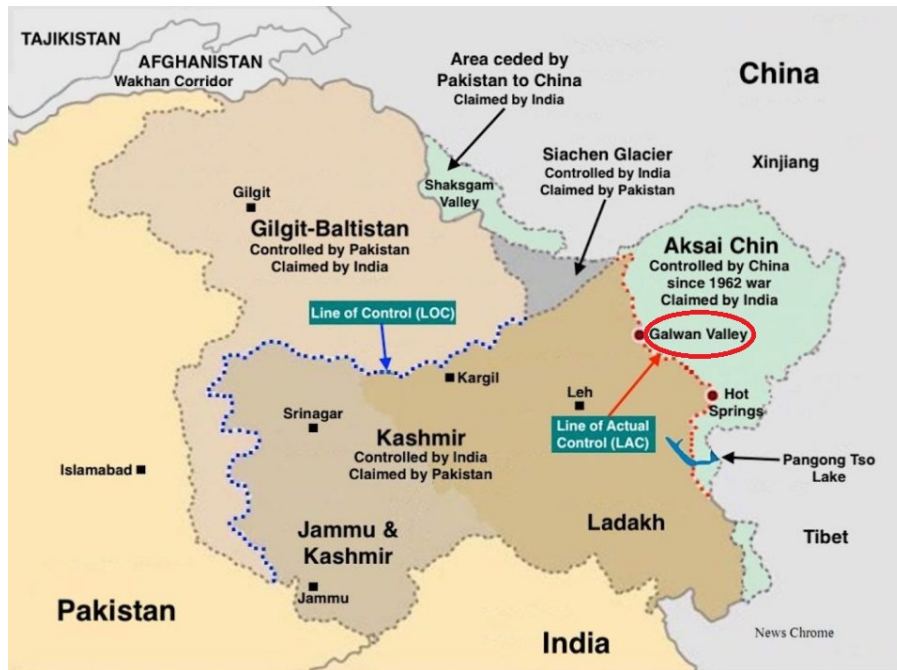 TAJIKISTAN
AFGHANISTAN
Wakhan Corridor
Area ceded by
Pakistan to China
Claimed by India
China
Siachen Glacier
Controlled by India
Claimed by Pakistan
Xinjiang
Shaksgam
Valley
Gilgit
Gilgit-Baltistan
Controlled by Pakistan
Claimed by India
Aksai Chin
Controlled by China
since 1962 war
Claimed by India
Line of Control (LOC)
Galwan Valley
Kargil
Leh
Hot
Springs
Srinagar
Line of Actual
Control (LAC)
Kashmir
Controlled by India
Claimed by Pakistan
Islamabad
Pangong Tso
Lake
Jammu &
Kashmir
Ladakh
Tibet
Jammu
Pakistan
India
News Chrome